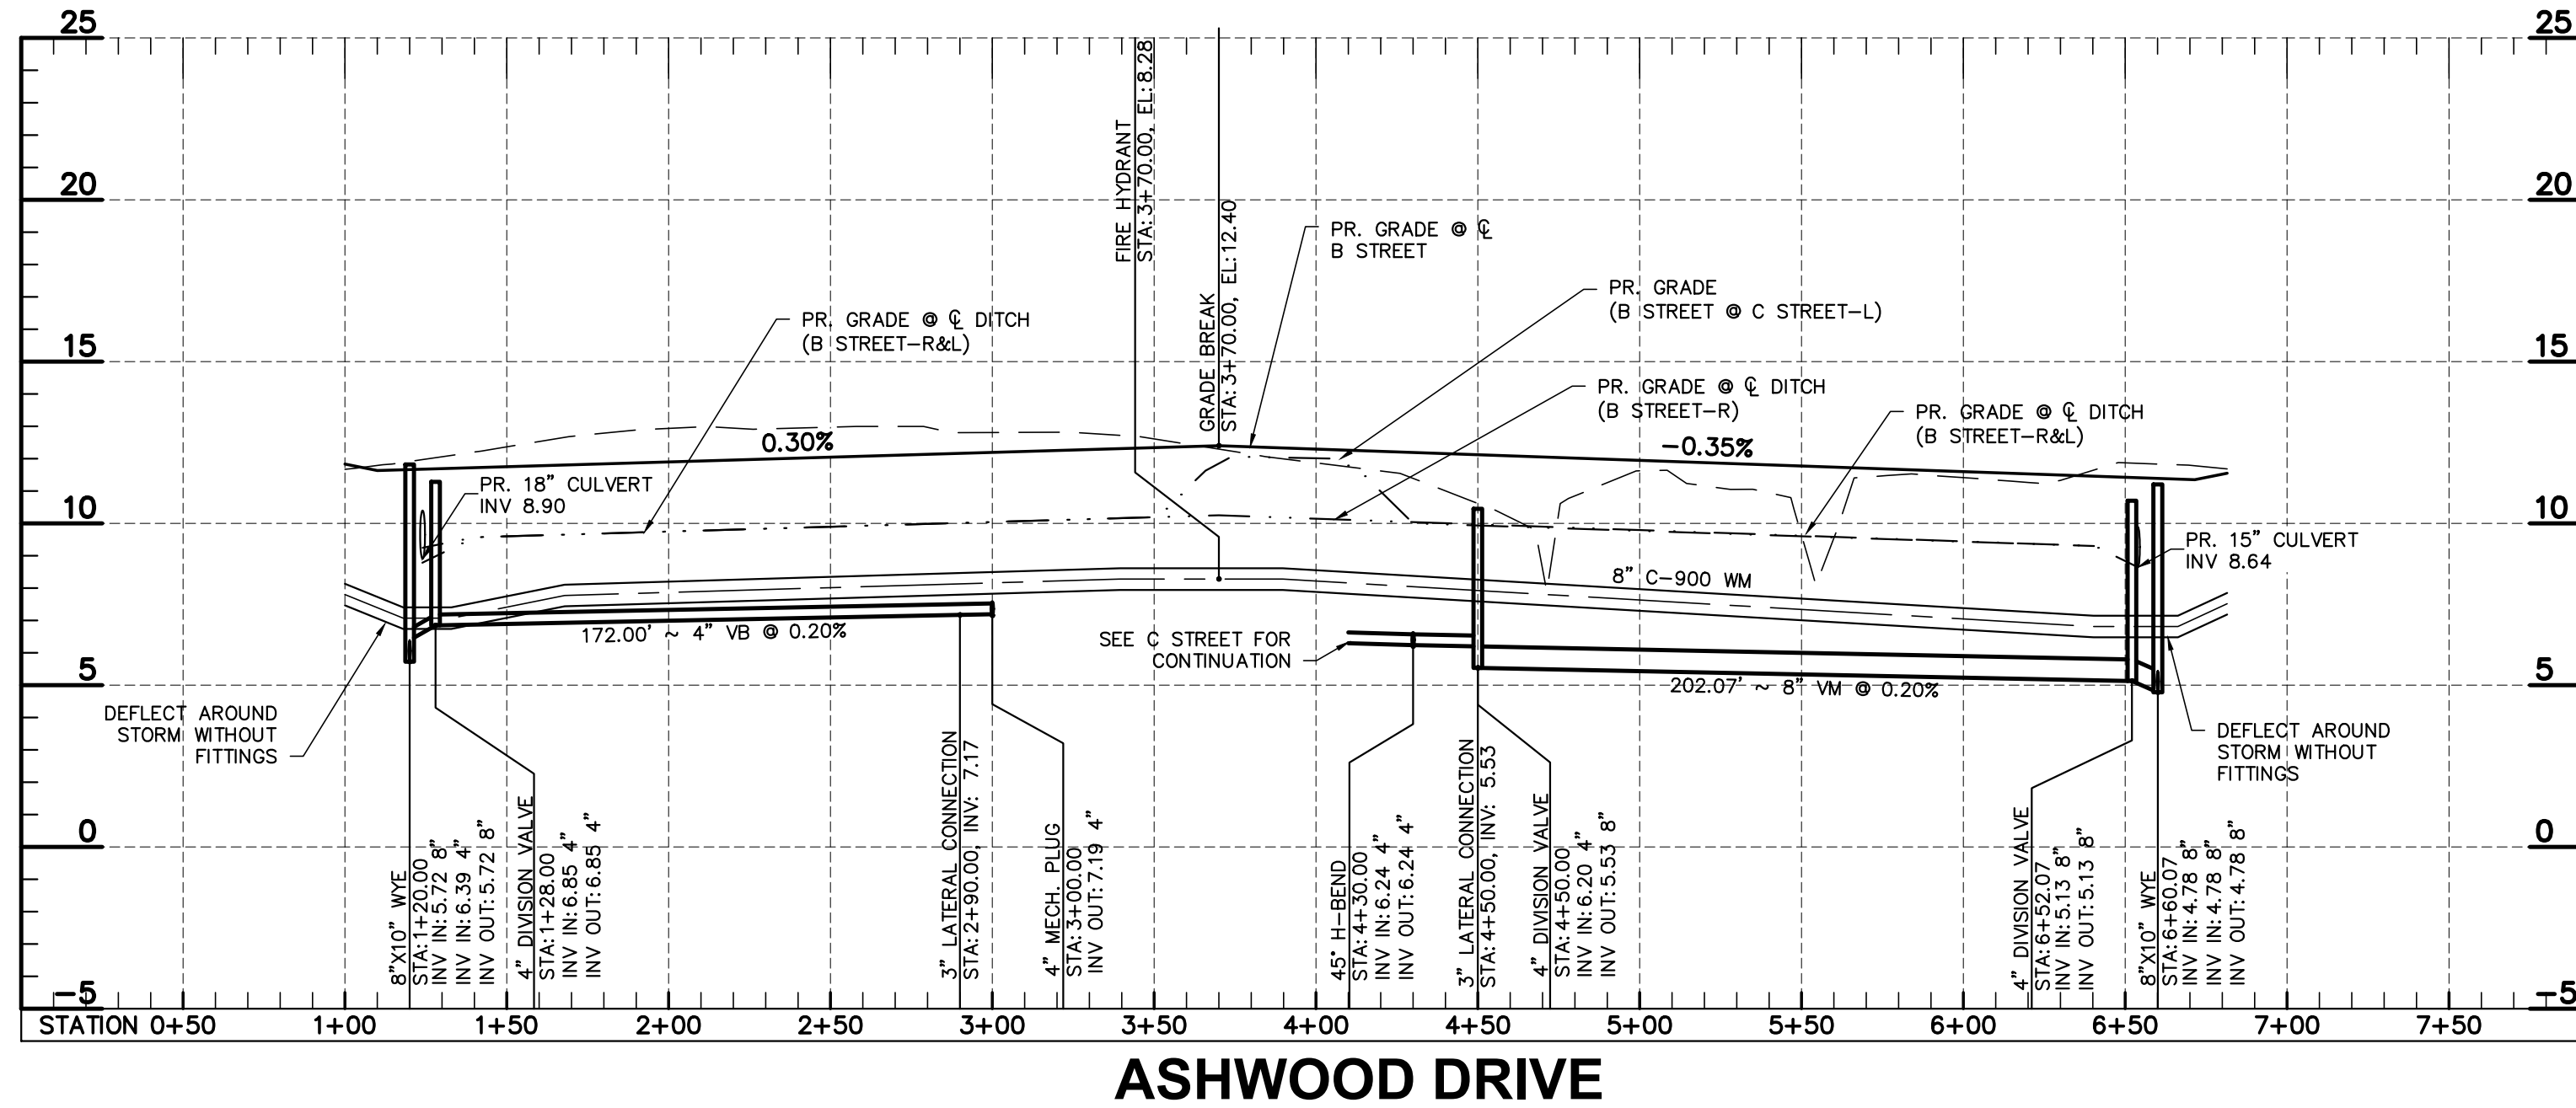 25
25
20
20
15
15
10
10
5
5
0
0
-5
-5
FIRE HYDRANT
STA:3+70.00, EL:8.28
GRADE BREAK
STA:3+70.00, EL:12.40
PR. GRADE @ ℄
B STREET
PR. GRADE
(B STREET @ C STREET-L)
PR. GRADE @ ℄ DITCH
(B STREET-R&L)
PR. GRADE @ ℄ DITCH
(B STREET-R)
PR. GRADE @ ℄ DITCH
(B STREET-R&L)
0.30%
-0.35%
PR. 18" CULVERT
INV 8.90
PR. 15" CULVERT
INV 8.64
8" C-900 WM
172.00' ~ 4" VB @ 0.20%
SEE C STREET FOR
CONTINUATION
202.07' ~ 8" VM @ 0.20%
DEFLECT AROUND
STORM WITHOUT
FITTINGS
DEFLECT AROUND
STORM WITHOUT
FITTINGS
8"X10" WYE
STA:1+20.00
INV IN:5.72 8"
INV IN:6.39 4"
INV OUT:5.72 8"
4" DIVISION VALVE
STA:1+28.00
INV IN:6.85 4"
INV OUT:6.85 4"
3" LATERAL CONNECTION
STA:2+90.00, INV: 7.17
4" MECH. PLUG
STA:3+00.00
INV OUT:7.19 4"
45° H-BEND
STA:4+30.00
INV IN:6.24 4"
INV OUT:6.24 4"
3" LATERAL CONNECTION
STA:4+50.00, INV: 5.53
4" DIVISION VALVE
STA:4+50.00
INV IN:6.20 4"
INV OUT:5.53 8"
4" DIVISION VALVE
STA:6+52.07
INV IN:5.13 8"
INV OUT:5.13 8"
8"X10" WYE
STA:6+60.07
INV IN:4.78 8"
INV IN:4.78 8"
INV OUT:4.78 8"
STATION 0+50 1+00 1+50 2+00 2+50 3+00 3+50 4+00 4+50 5+00 5+50 6+00 6+50 7+00 7+50
ASHWOOD DRIVE